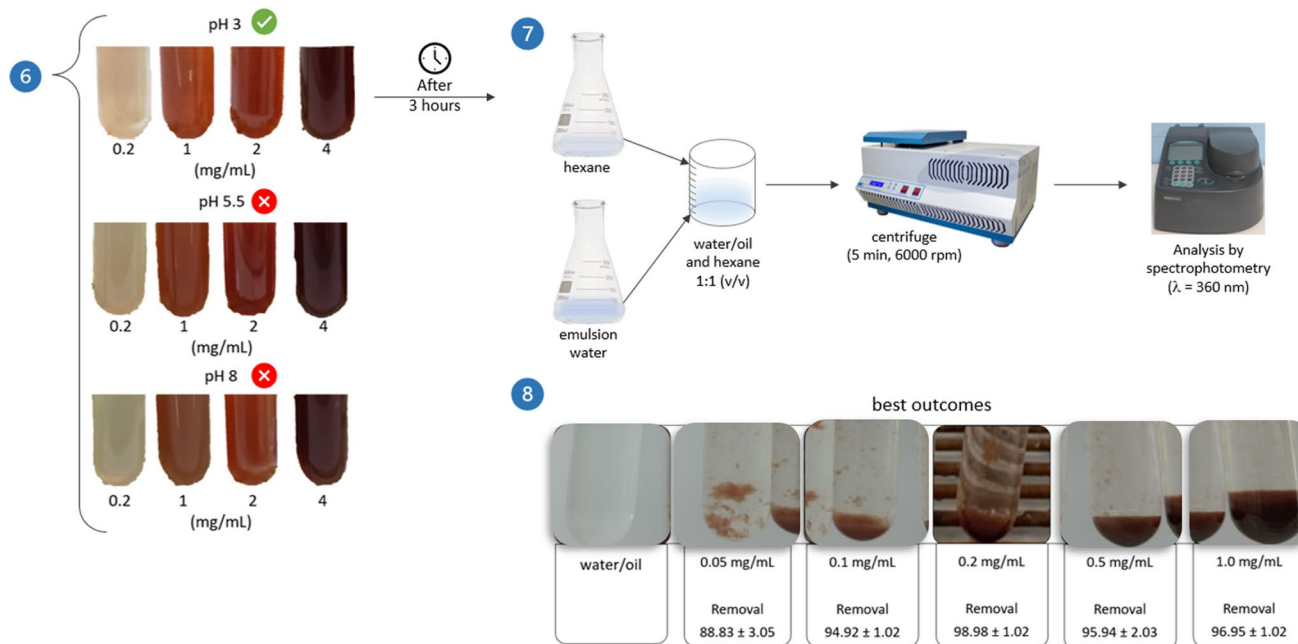 6
pH 3
0.2 1 2 4
(mg/mL)
pH 5.5
0.2 1 2 4
(mg/mL)
pH 8
0.2 1 2 4
(mg/mL)
After
3 hours
7
hexane
emulsion
water
water/oil
and hexane
1:1 (v/v)
centrifuge
(5 min, 6000 rpm)
Analysis by
spectrophotometry
(λ = 360 nm)
8
best outcomes
water/oil 0.05 mg/mL 0.1 mg/mL 0.2 mg/mL 0.5 mg/mL 1.0 mg/mL
Removal Removal Removal Removal Removal
88.83 ± 3.05 94.92 ± 1.02 98.98 ± 1.02 95.94 ± 2.03 96.95 ± 1.02